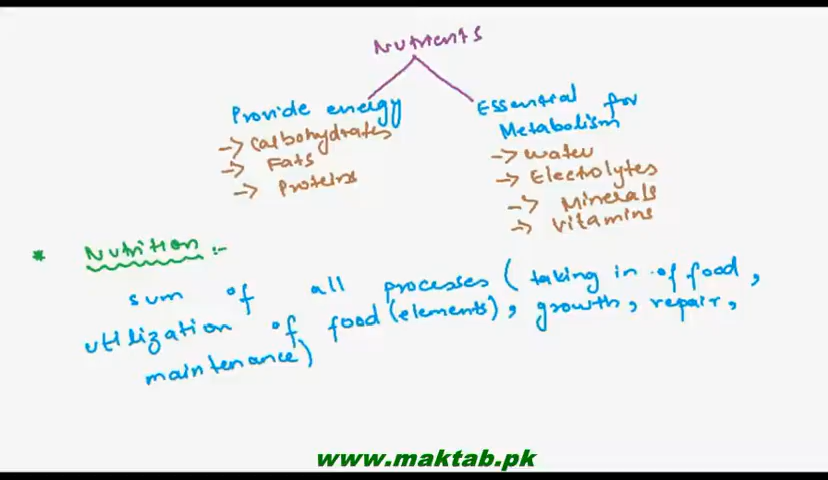 Nutrients
Provide energy
→ Carbohydrates
→ Fats
→ Proteins
Essential for
Metabolism
→ water
→ Electrolytes
→ Minerals
→ vitamins
* Nutrition :-
sum of all processes ( taking in of food ,
utilization of food (elements) , growth , repair ,
maintenance )
www.maktab.pk